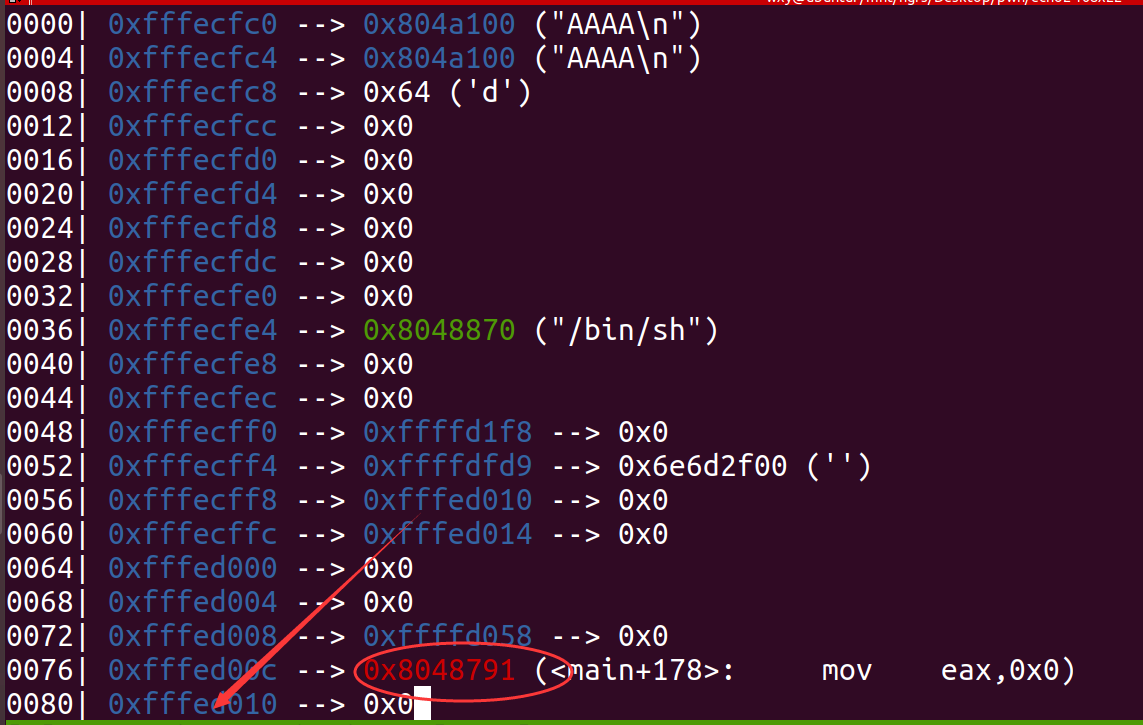 0000| 0xfffecfc0 --> 0x804a100 ("AAAA\n")
0004| 0xfffecfc4 --> 0x804a100 ("AAAA\n")
0008| 0xfffecfc8 --> 0x64 ('d')
0012| 0xfffecfcc --> 0x0
0016| 0xfffecfd0 --> 0x0
0020| 0xfffecfd4 --> 0x0
0024| 0xfffecfd8 --> 0x0
0028| 0xfffecfdc --> 0x0
0032| 0xfffecfe0 --> 0x0
0036| 0xfffecfe4 --> 0x8048870 ("/bin/sh")
0040| 0xfffecfe8 --> 0x0
0044| 0xfffecfec --> 0x0
0048| 0xfffecff0 --> 0xffffd1f8 --> 0x0
0052| 0xfffecff4 --> 0xffffdfd9 --> 0x6e6d2f00 ('')
0056| 0xfffecff8 --> 0xfffed010 --> 0x0
0060| 0xfffecffc --> 0xfffed014 --> 0x0
0064| 0xfffed000 --> 0x0
0068| 0xfffed004 --> 0x0
0072| 0xfffed008 --> 0xffffd058 --> 0x0
0076| 0xfffed00c --> 0x8048791 (<main+178>: mov eax,0x0)
0080| 0xfffed010 --> 0x0